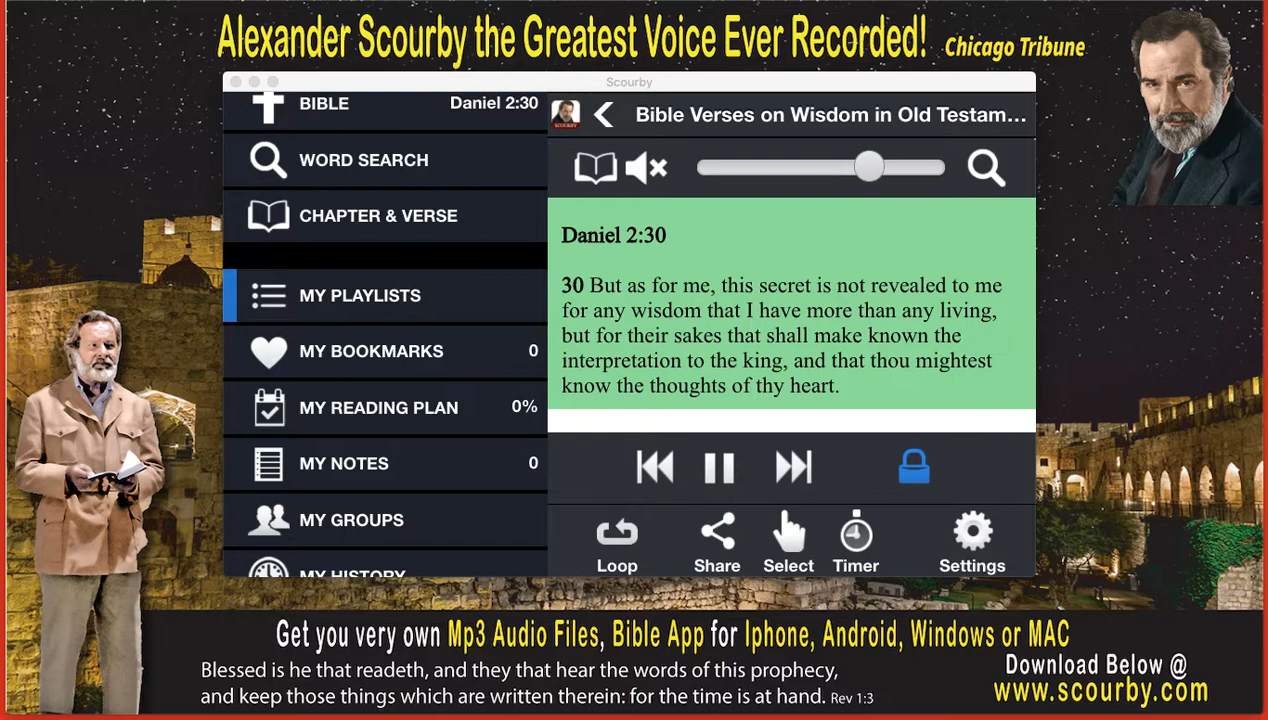 Alexander Scourby the Greatest Voice Ever Recorded! Chicago Tribune
Scourby
BIBLE Daniel 2:30
WORD SEARCH
CHAPTER & VERSE
MY PLAYLISTS
MY BOOKMARKS 0
MY READING PLAN 0%
MY NOTES 0
MY GROUPS
MY HISTORY
Bible Verses on Wisdom in Old Testam...
Daniel 2:30
30 But as for me, this secret is not revealed to me
for any wisdom that I have more than any living,
but for their sakes that shall make known the
interpretation to the king, and that thou mightest
know the thoughts of thy heart.
Loop Share Select Timer Settings
Get you very own Mp3 Audio Files, Bible App for Iphone, Android, Windows or MAC
Blessed is he that readeth, and they that hear the words of this prophecy,
and keep those things which are written therein: for the time is at hand. Rev 1:3
Download Below @
www.scourby.com